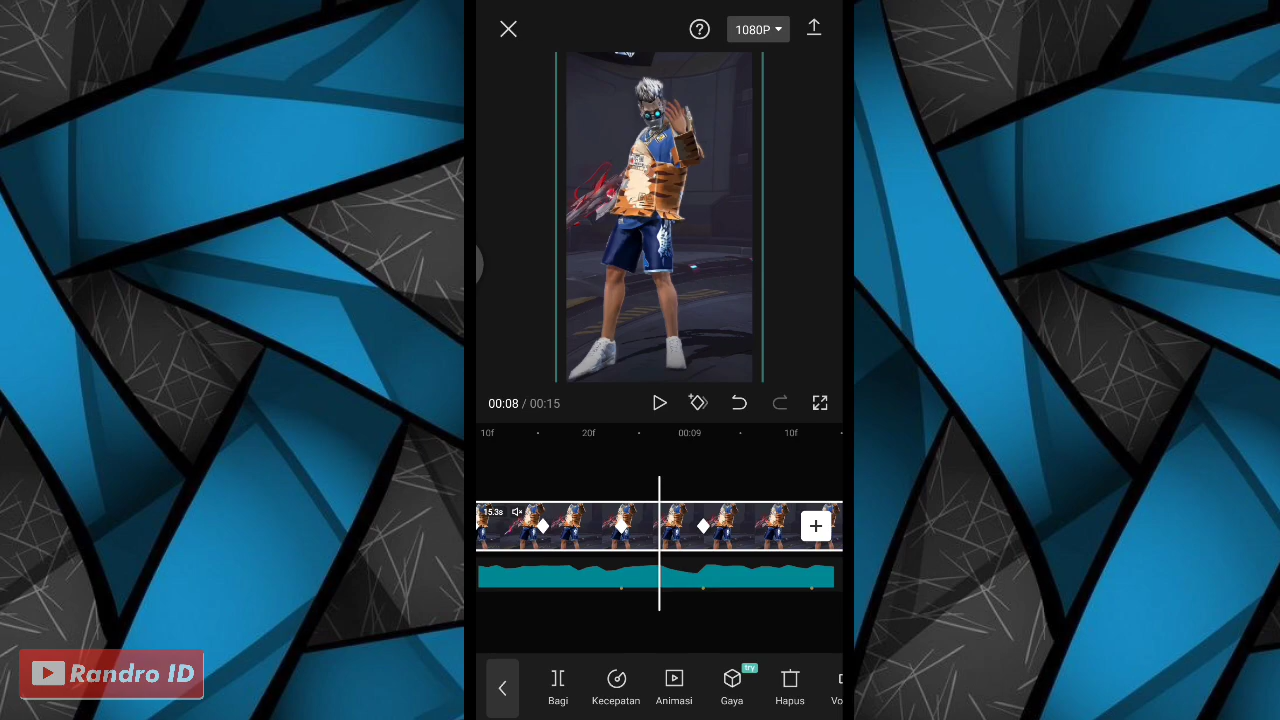 1080P
00:08 / 00:15
10f
20f
00:09
10f
15.3s
Bagi
Kecepatan
Animasi
Gaya
try
Hapus
Vo
Randro ID